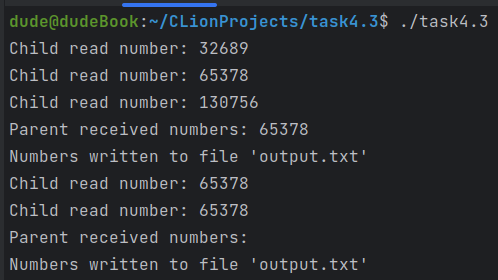 dude@dudeBook:~/CLionProjects/task4.3$ ./task4.3
Child read number: 32689
Child read number: 65378
Child read number: 130756
Parent received numbers: 65378
Numbers written to file 'output.txt'
Child read number: 65378
Child read number: 65378
Parent received numbers:
Numbers written to file 'output.txt'